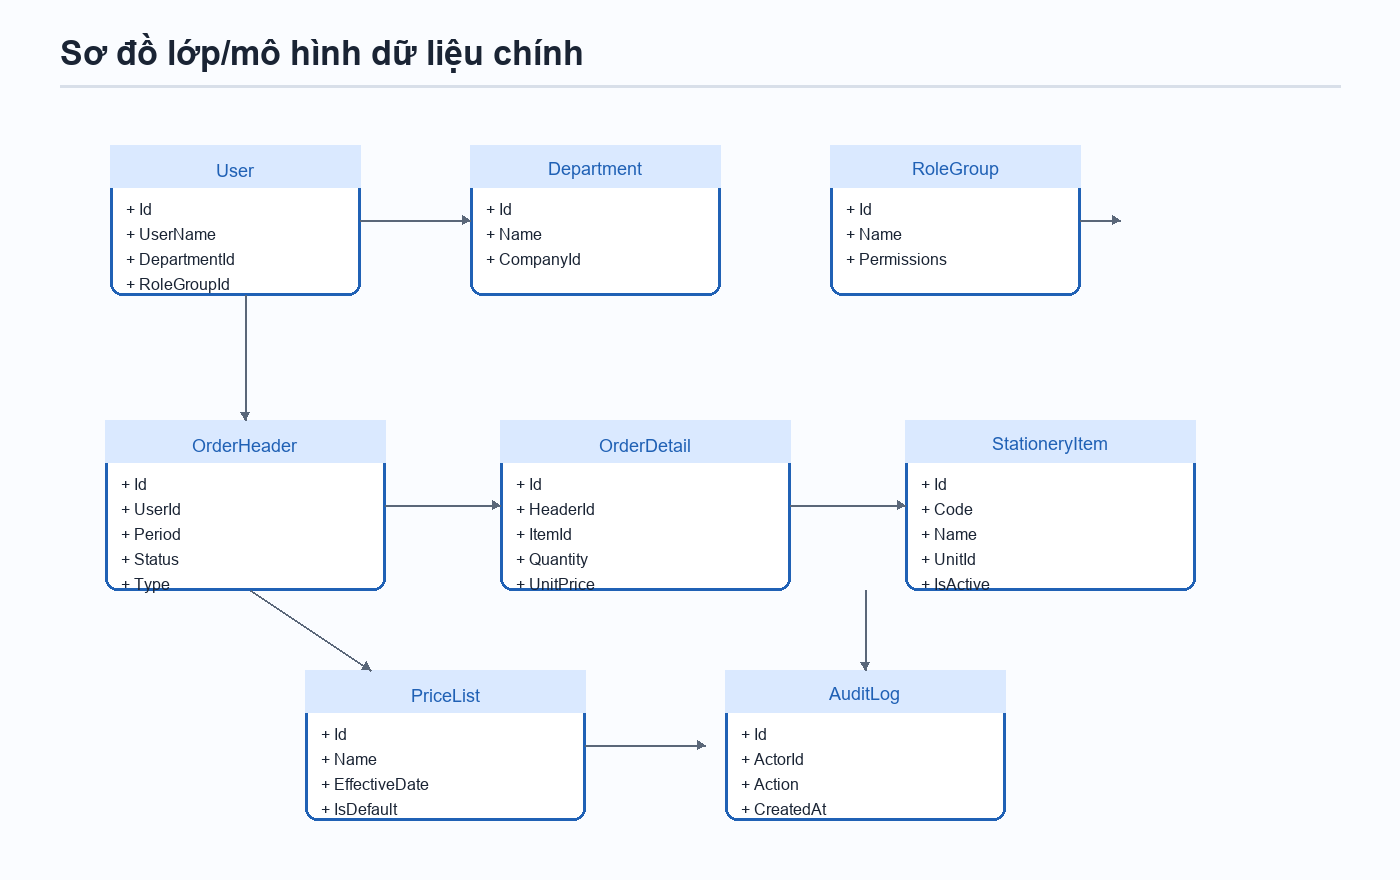 Sơ đồ lớp/mô hình dữ liệu chính
User
+ Id
+ UserName
+ DepartmentId
+ RoleGroupId
Department
+ Id
+ Name
+ CompanyId
RoleGroup
+ Id
+ Name
+ Permissions
OrderHeader
+ Id
+ UserId
+ Period
+ Status
+ Type
OrderDetail
+ Id
+ HeaderId
+ ItemId
+ Quantity
+ UnitPrice
StationeryItem
+ Id
+ Code
+ Name
+ UnitId
+ IsActive
PriceList
+ Id
+ Name
+ EffectiveDate
+ IsDefault
AuditLog
+ Id
+ ActorId
+ Action
+ CreatedAt